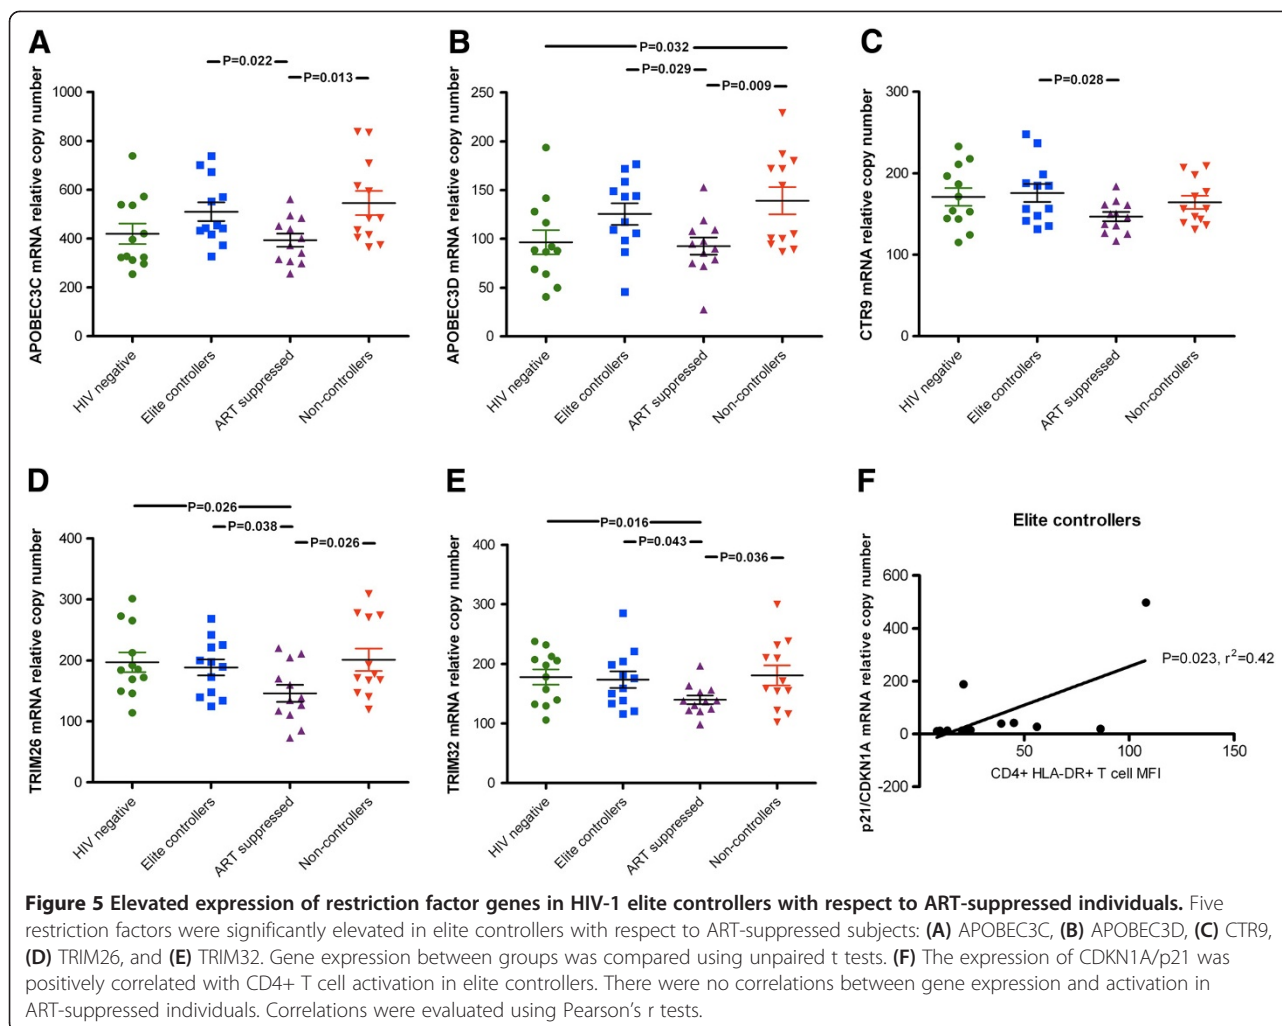 A
P=0.022
P=0.013
APOBEC3C mRNA relative copy number
1000
800
600
400
200
0
HIV negative
Elite controllers
ART suppressed
Non-controllers
B
P=0.032
P=0.029
P=0.009
APOBEC3D mRNA relative copy number
250
200
150
100
50
0
HIV negative
Elite controllers
ART suppressed
Non-controllers
C
P=0.028
CTR9 mRNA relative copy number
300
200
100
0
HIV negative
Elite controllers
ART suppressed
Non-controllers
D
P=0.026
P=0.038
P=0.026
TRIM26 mRNA relative copy number
400
300
200
100
0
HIV negative
Elite controllers
ART suppressed
Non-controllers
E
P=0.016
P=0.043
P=0.036
TRIM32 mRNA relative copy number
400
300
200
100
0
HIV negative
Elite controllers
ART suppressed
Non-controllers
F
Elite controllers
p21/CDKN1A mRNA relative copy number
600
400
200
0
-200
P=0.023, r²=0.42
50
100
150
CD4+ HLA-DR+ T cell MFI
Figure 5 Elevated expression of restriction factor genes in HIV-1 elite controllers with respect to ART-suppressed individuals. Five
restriction factors were significantly elevated in elite controllers with respect to ART-suppressed subjects: (A) APOBEC3C, (B) APOBEC3D, (C) CTR9,
(D) TRIM26, and (E) TRIM32. Gene expression between groups was compared using unpaired t tests. (F) The expression of CDKN1A/p21 was
positively correlated with CD4+ T cell activation in elite controllers. There were no correlations between gene expression and activation in
ART-suppressed individuals. Correlations were evaluated using Pearson's r tests.